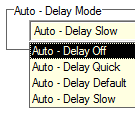 Auto - Delay Mode
Auto - Delay Slow
Auto - Delay Off
Auto - Delay Quick
Auto - Delay Default
Auto - Delay Slow